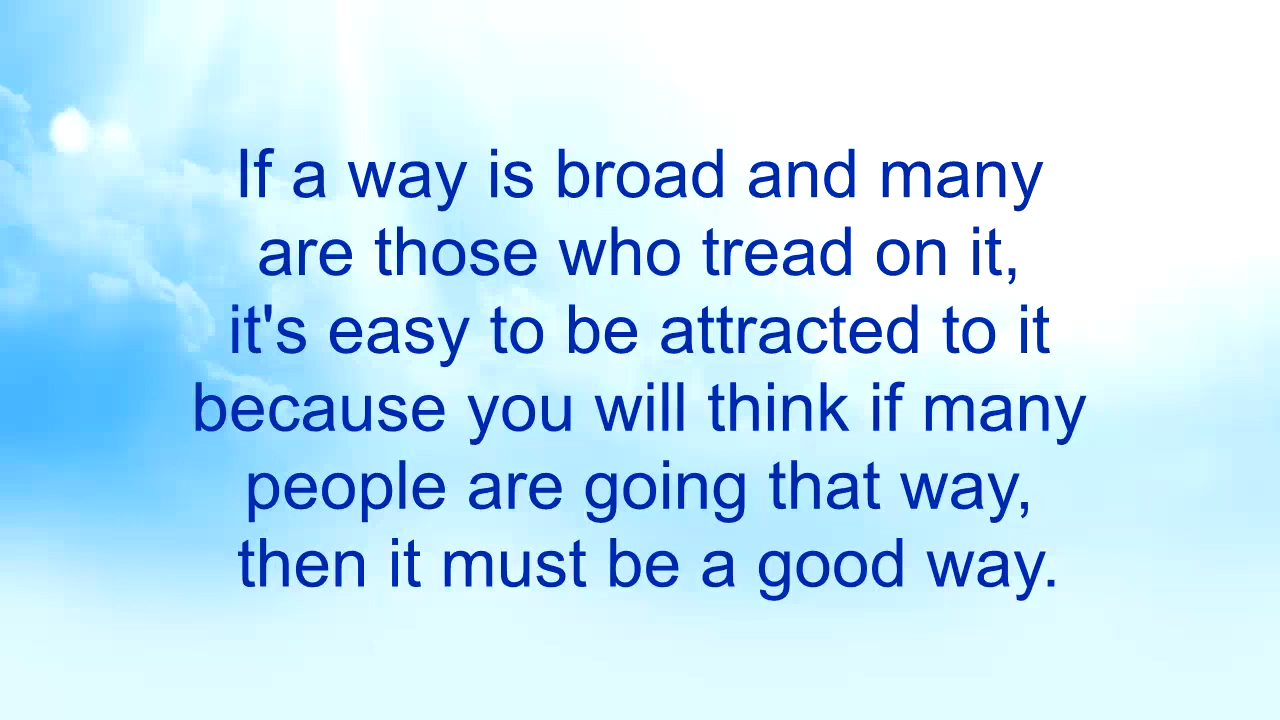 If a way is broad and many
are those who tread on it,
it's easy to be attracted to it
because you will think if many
people are going that way,
then it must be a good way.